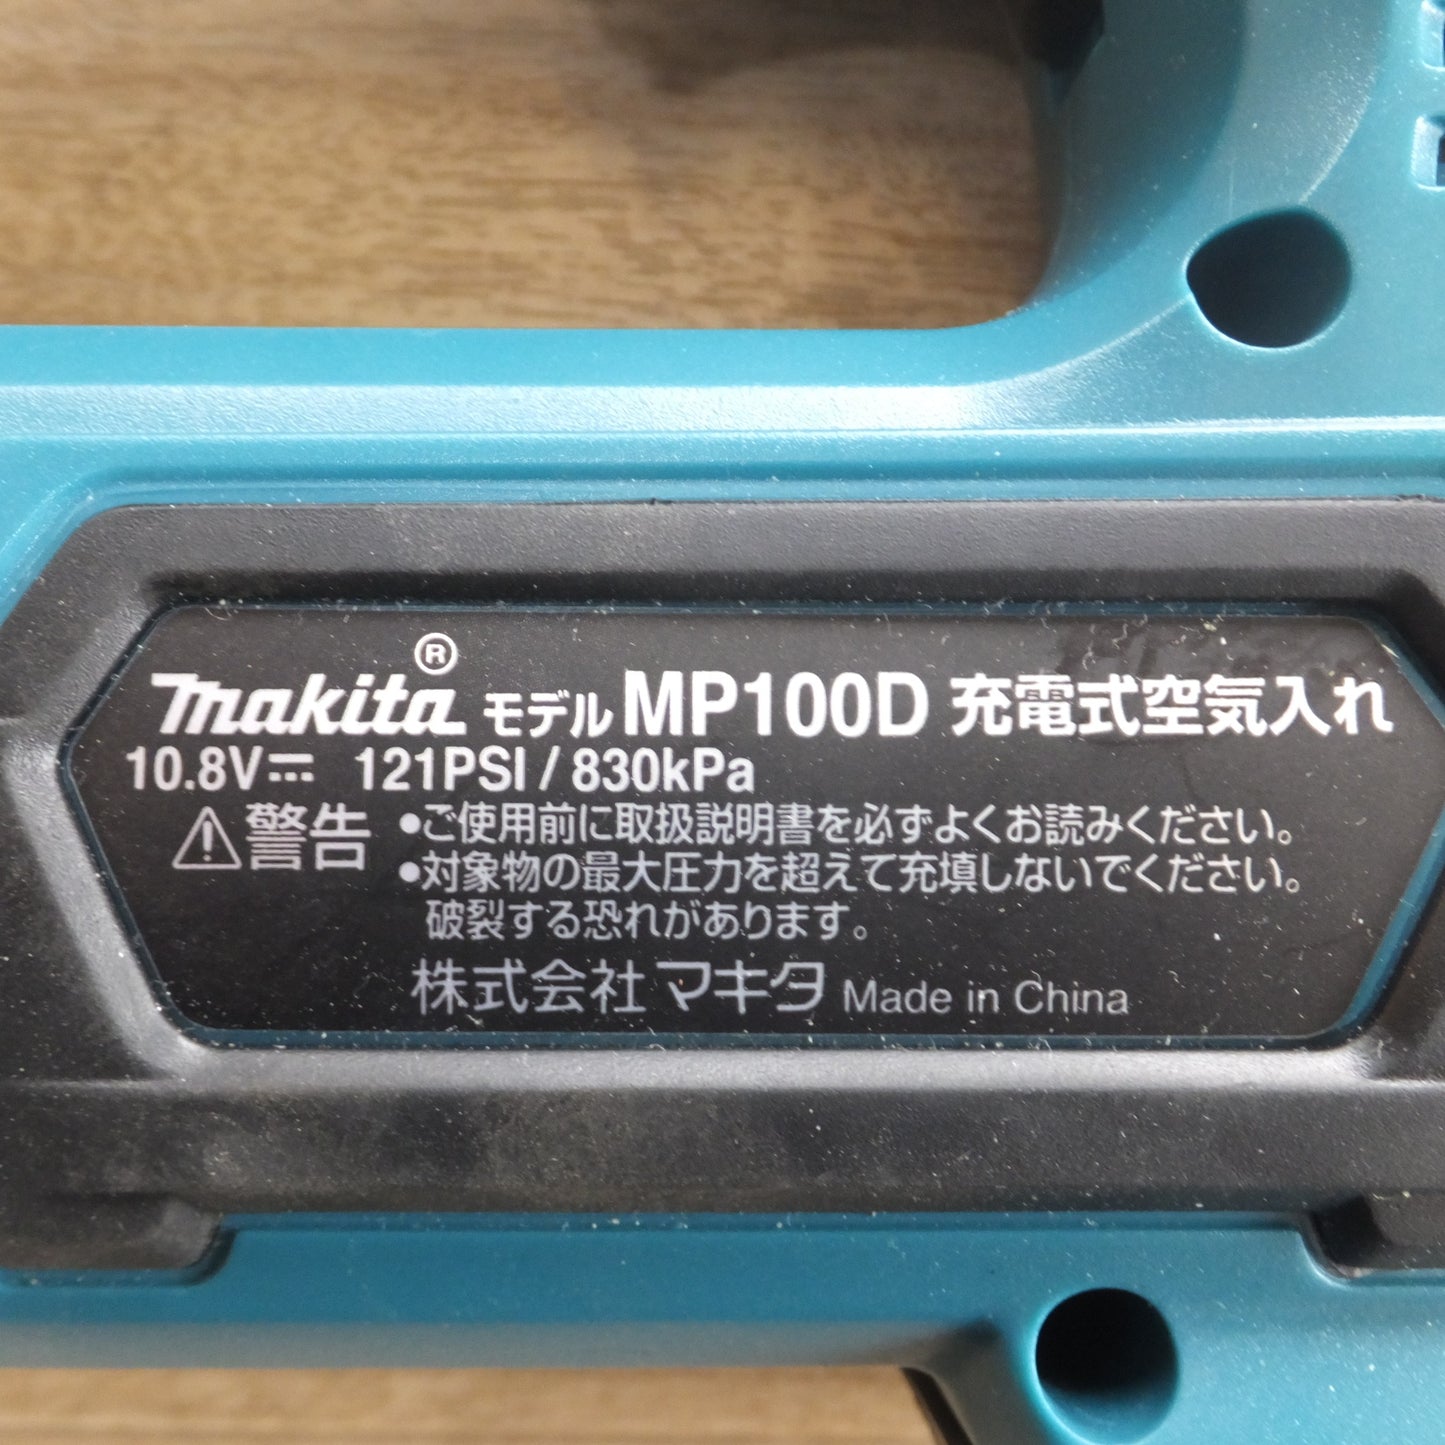 makita® モデル MP100D 充電式空気入れ
10.8V⎓ 121PSI / 830kPa
⚠警告 •ご使用前に取扱説明書を必ずよくお読みください。
•対象物の最大圧力を超えて充填しないでください。
破裂する恐れがあります。
株式会社マキタ Made in China